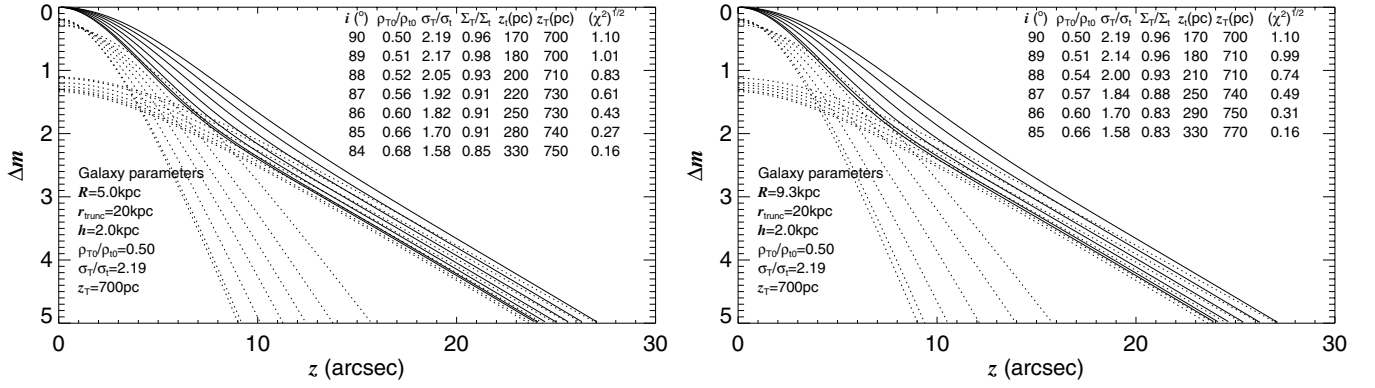 i (°) ρT0/ρt0 σT/σt ΣT/Σt zt(pc) zT(pc) (χ²)^1/2
90 0.50 2.19 0.96 170 700 1.10
89 0.51 2.17 0.98 180 700 1.01
88 0.52 2.05 0.93 200 710 0.83
87 0.56 1.92 0.91 220 730 0.61
86 0.60 1.82 0.91 250 730 0.43
85 0.66 1.70 0.91 280 740 0.27
84 0.68 1.58 0.85 330 750 0.16
Galaxy parameters
R=5.0kpc
rtrunc=20kpc
h=2.0kpc
ρT0/ρt0=0.50
σT/σt=2.19
zT=700pc
0
1
2
3
4
5
Δm
0 10 20 30
z (arcsec)
i (°) ρT0/ρt0 σT/σt ΣT/Σt zt(pc) zT(pc) (χ²)^1/2
90 0.50 2.19 0.96 170 700 1.10
89 0.51 2.14 0.96 180 710 0.99
88 0.54 2.00 0.93 210 710 0.74
87 0.57 1.84 0.88 250 740 0.49
86 0.60 1.70 0.83 290 750 0.31
85 0.66 1.58 0.83 330 770 0.16
Galaxy parameters
R=9.3kpc
rtrunc=20kpc
h=2.0kpc
ρT0/ρt0=0.50
σT/σt=2.19
zT=700pc
0
1
2
3
4
5
Δm
0 10 20 30
z (arcsec)